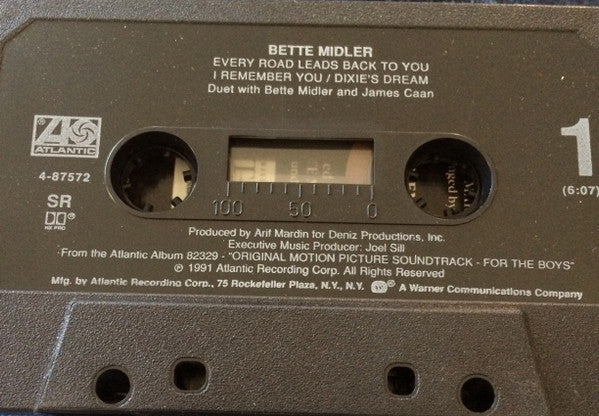 BETTE MIDLER
EVERY ROAD LEADS BACK TO YOU
I REMEMBER YOU / DIXIE'S DREAM
Duet with Bette Midler and James Caan
ATLANTIC
4-87572
SR
HX PRO
1
(6:07)
100 50 0
Produced by Arif Mardin for Deniz Productions, Inc.
Executive Music Producer: Joel Sill
From the Atlantic Album 82329 - "ORIGINAL MOTION PICTURE SOUNDTRACK - FOR THE BOYS"
℗ 1991 Atlantic Recording Corp. All Rights Reserved
Mfg. by Atlantic Recording Corp., 75 Rockefeller Plaza, N.Y., N.Y. ® A Warner Communications Company